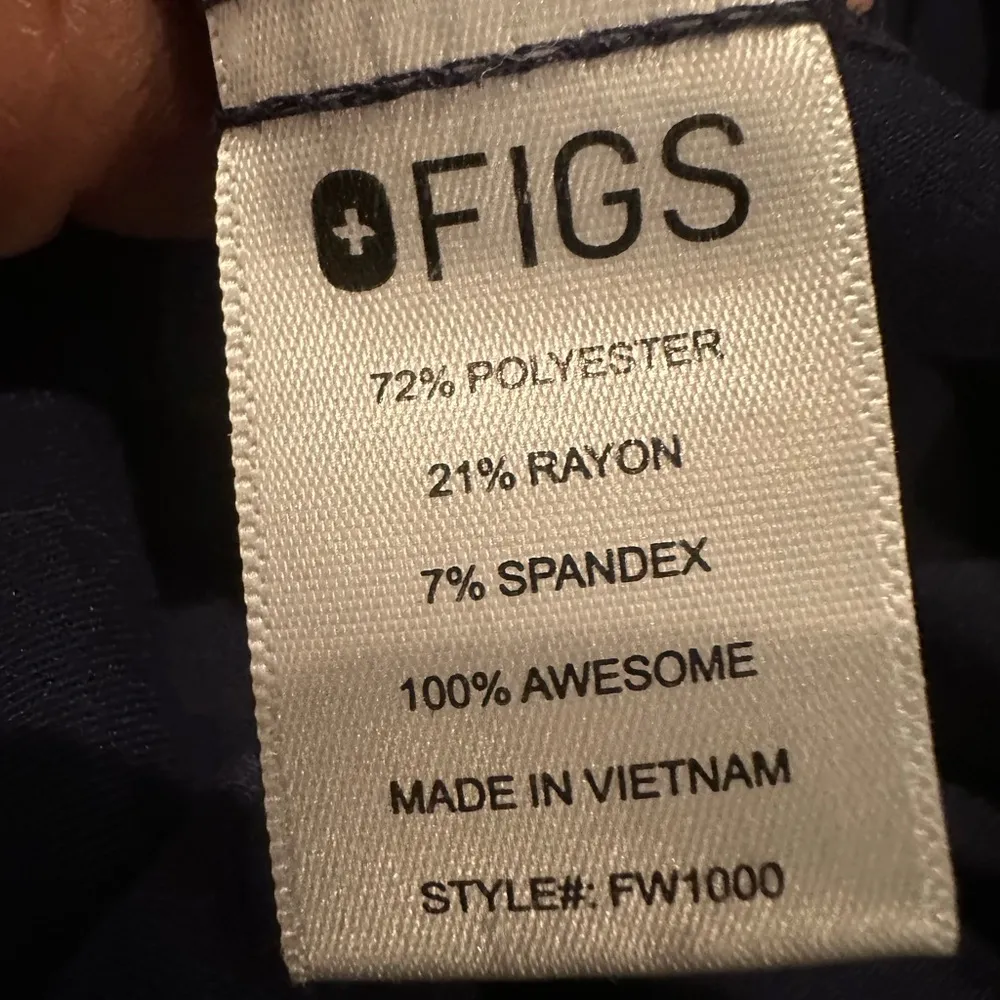 FIGS
72% POLYESTER
21% RAYON
7% SPANDEX
100% AWESOME
MADE IN VIETNAM
STYLE#: FW1000